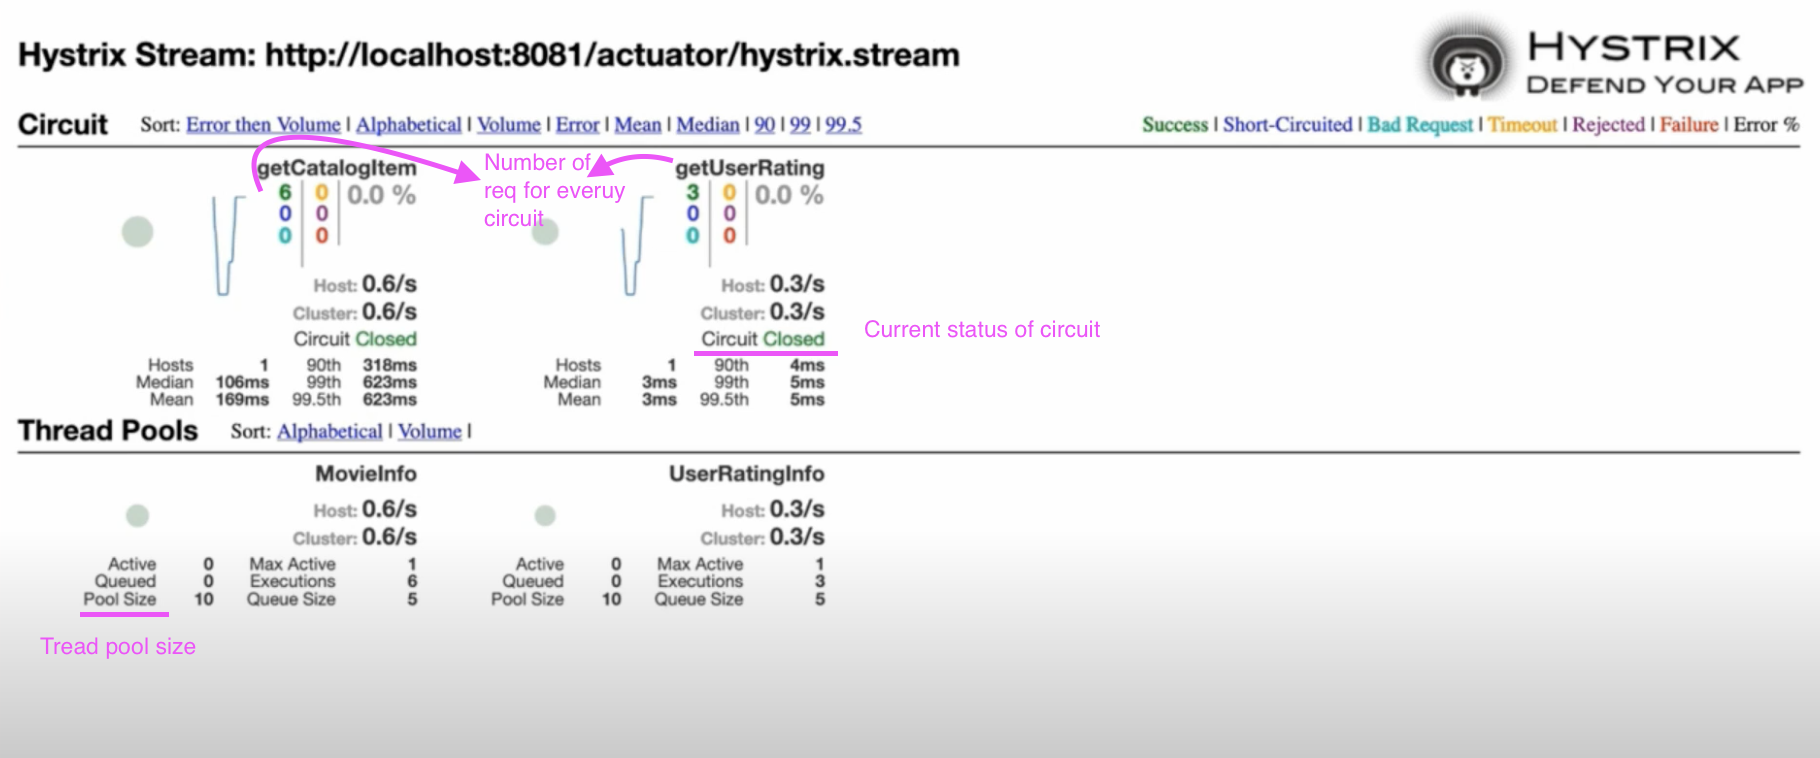 Hystrix Stream: http://localhost:8081/actuator/hystrix.stream
HYSTRIX
DEFEND YOUR APP
Circuit Sort: Error then Volume | Alphabetical | Volume | Error | Mean | Median | 90 | 99 | 99.5
Success | Short-Circuited | Bad Request | Timeout | Rejected | Failure | Error %
getCatalogItem
6 0 0.0 %
0 0
0 0
Host: 0.6/s
Cluster: 0.6/s
Circuit Closed
Hosts 1 90th 318ms
Median 106ms 99th 623ms
Mean 169ms 99.5th 623ms
Number of
req for everuy
circuit
getUserRating
3 0 0.0 %
0 0
0 0
Host: 0.3/s
Cluster: 0.3/s
Circuit Closed
Hosts 1 90th 4ms
Median 3ms 99th 5ms
Mean 3ms 99.5th 5ms
Current status of circuit
Thread Pools Sort: Alphabetical | Volume |
MovieInfo
Host: 0.6/s
Cluster: 0.6/s
Active 0 Max Active 1
Queued 0 Executions 6
Pool Size 10 Queue Size 5
Tread pool size
UserRatingInfo
Host: 0.3/s
Cluster: 0.3/s
Active 0 Max Active 1
Queued 0 Executions 3
Pool Size 10 Queue Size 5